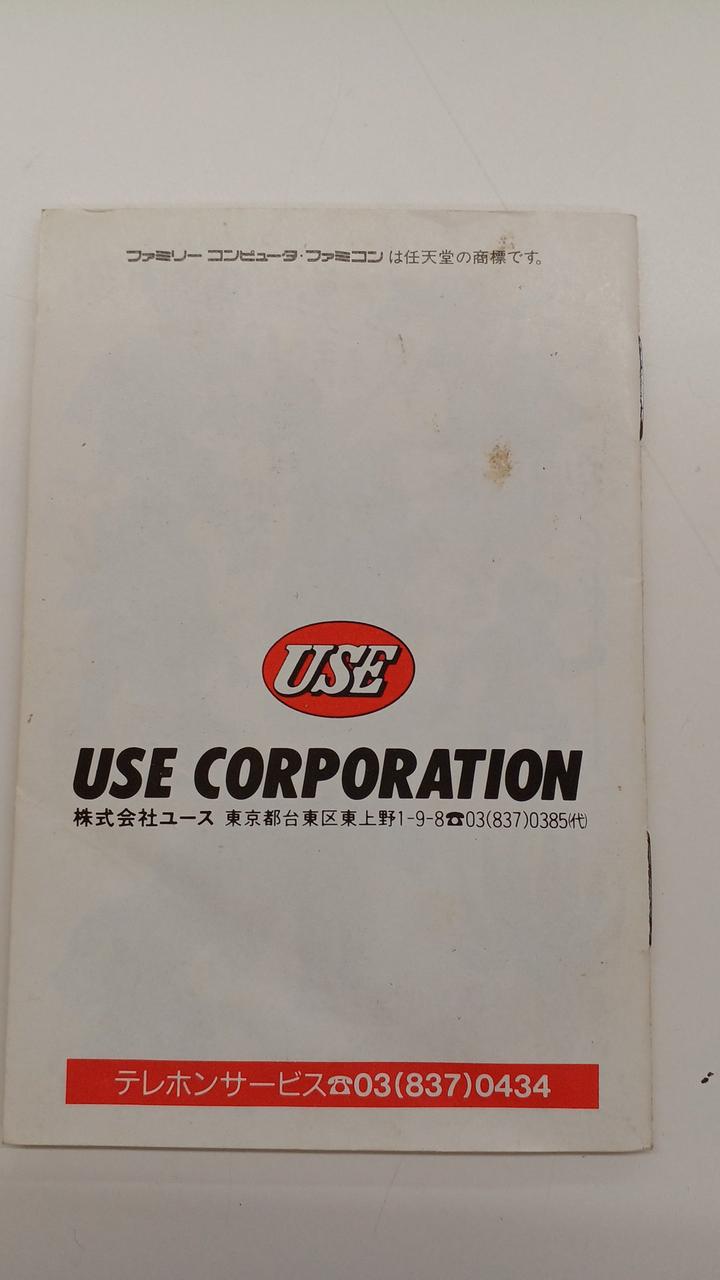 ファミリー コンピュータ・ファミコン は任天堂の商標です。
USE
USE CORPORATION
株式会社ユース 東京都台東区東上野1-9-8☎03(837)0385(代)
テレホンサービス☎03(837)0434